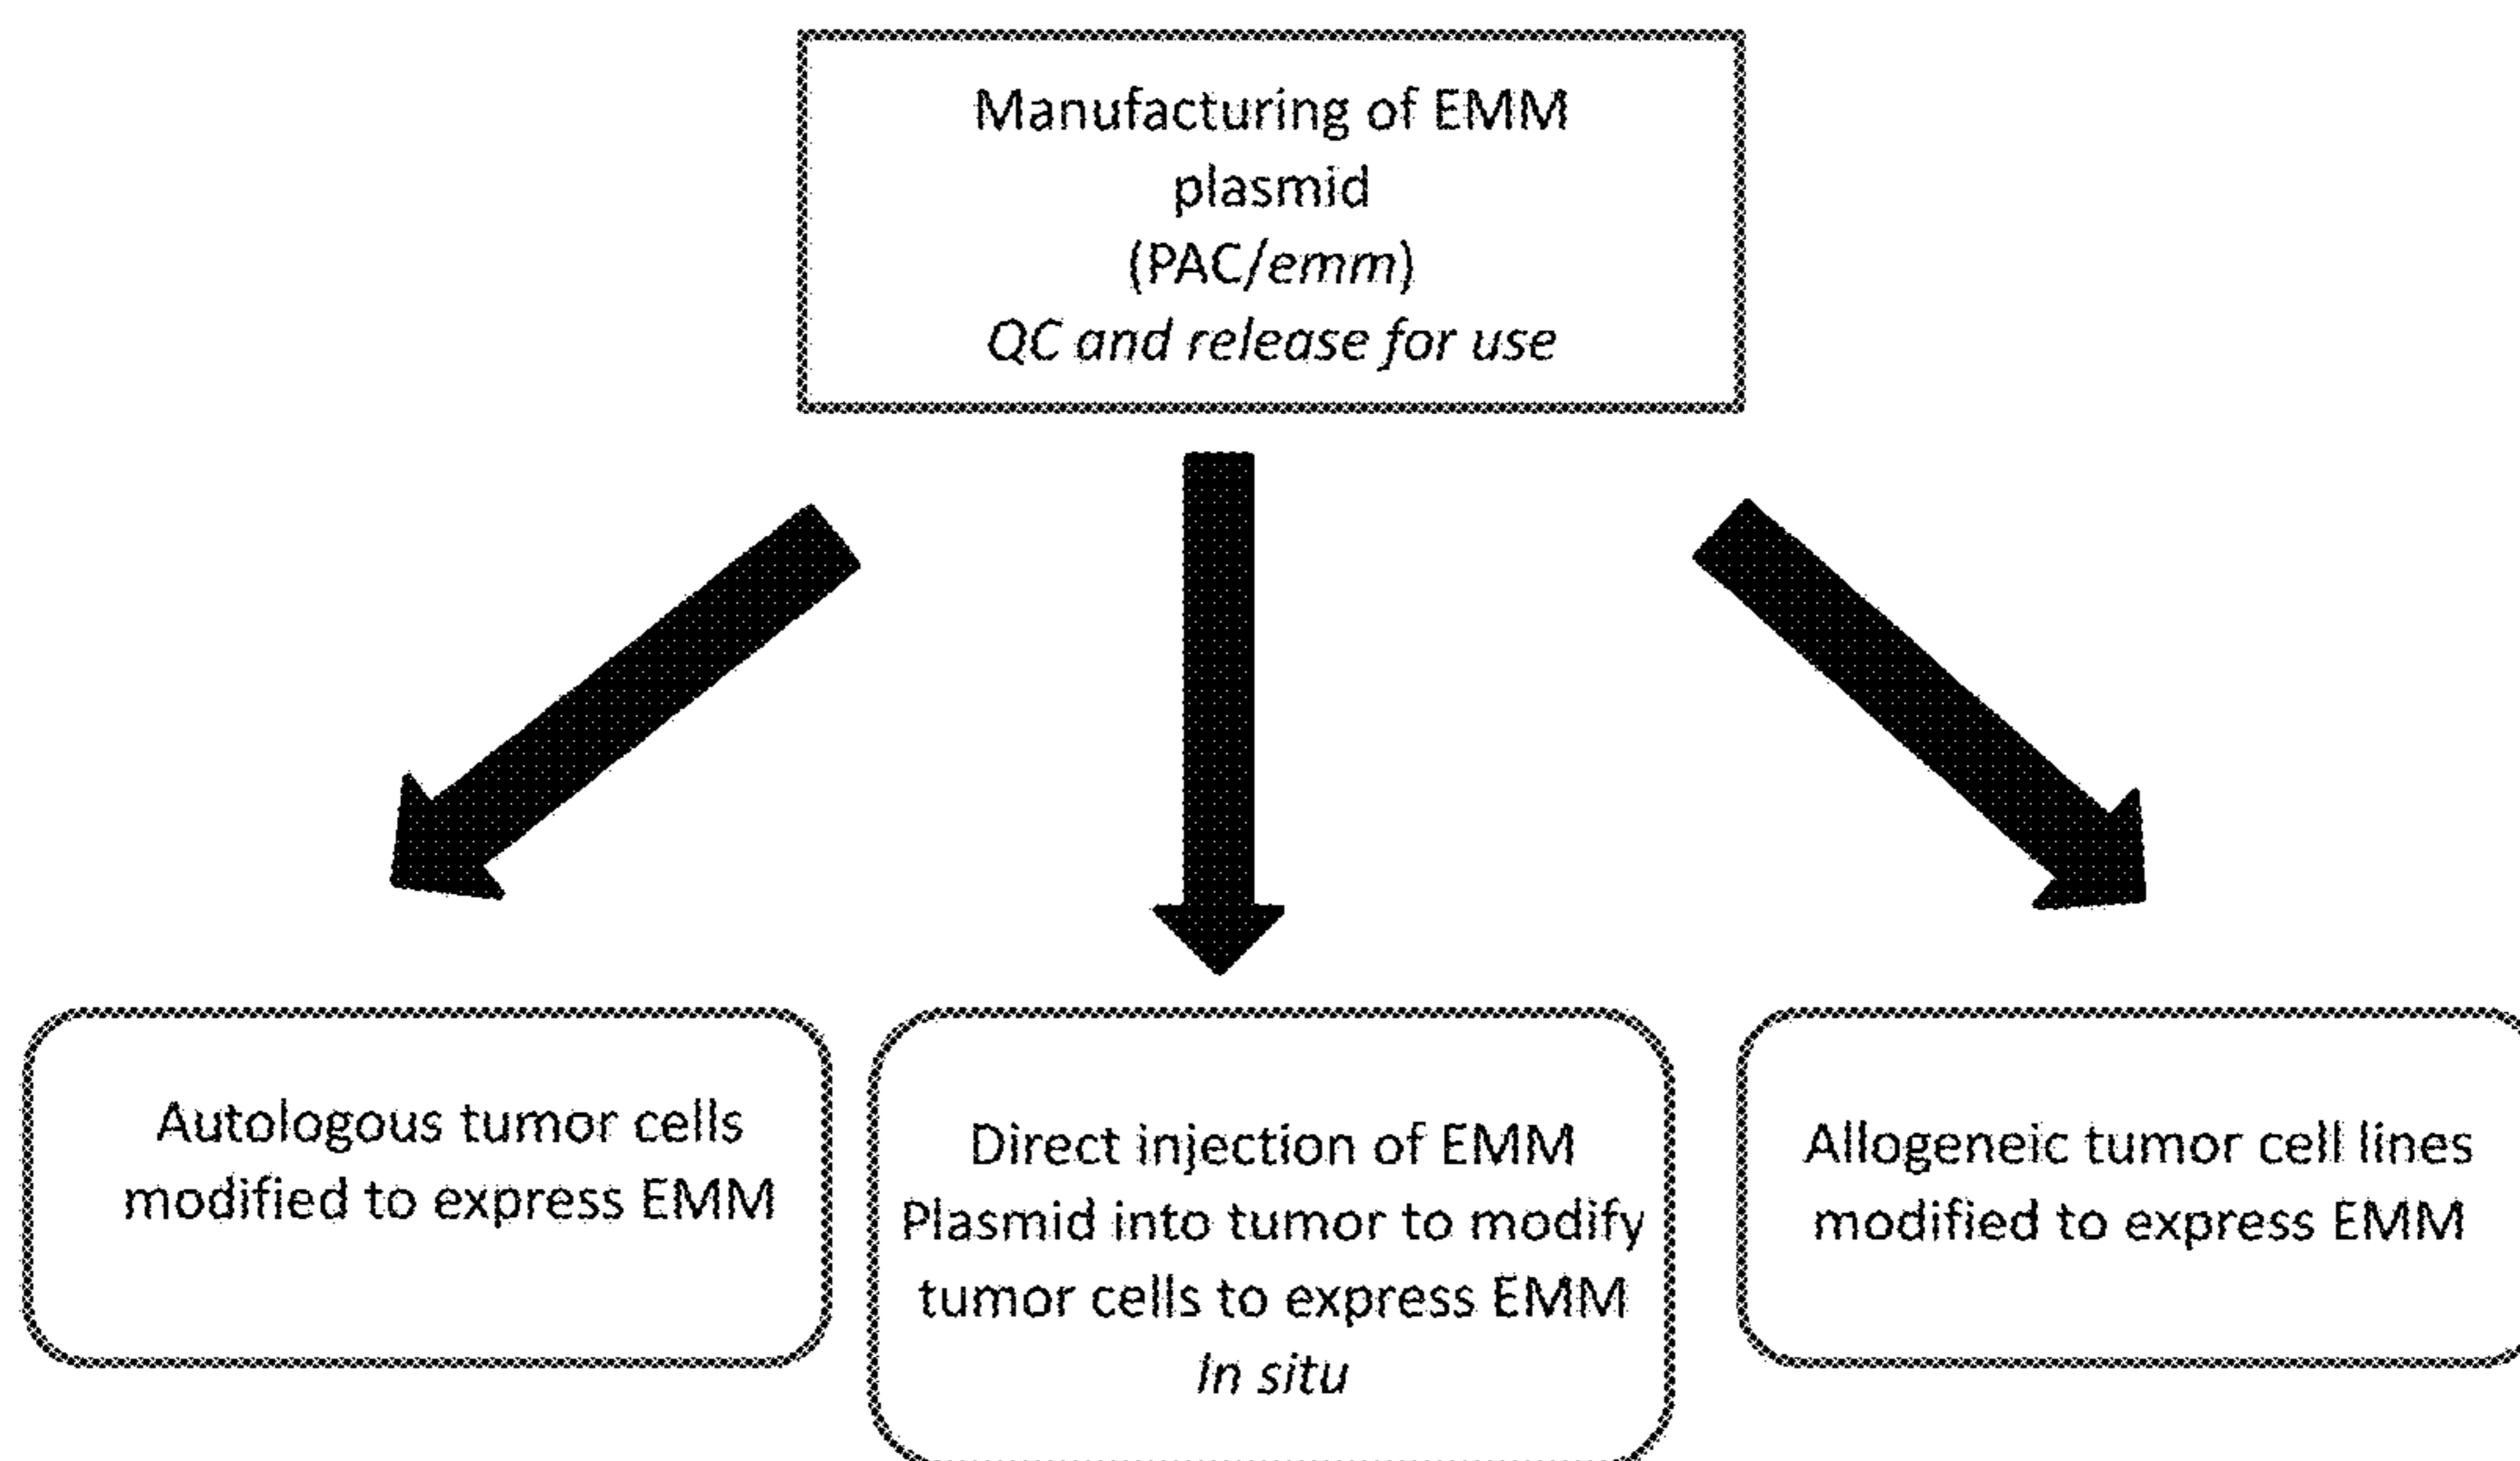 Manufacturing of EMM
plasmid
(PAC/emm)
QC and release for use
Autologous tumor cells
modified to express EMM
Direct injection of EMM
Plasmid into tumor to modify
tumor cells to express EMM
In situ
Allogeneic tumor cell lines
modified to express EMM